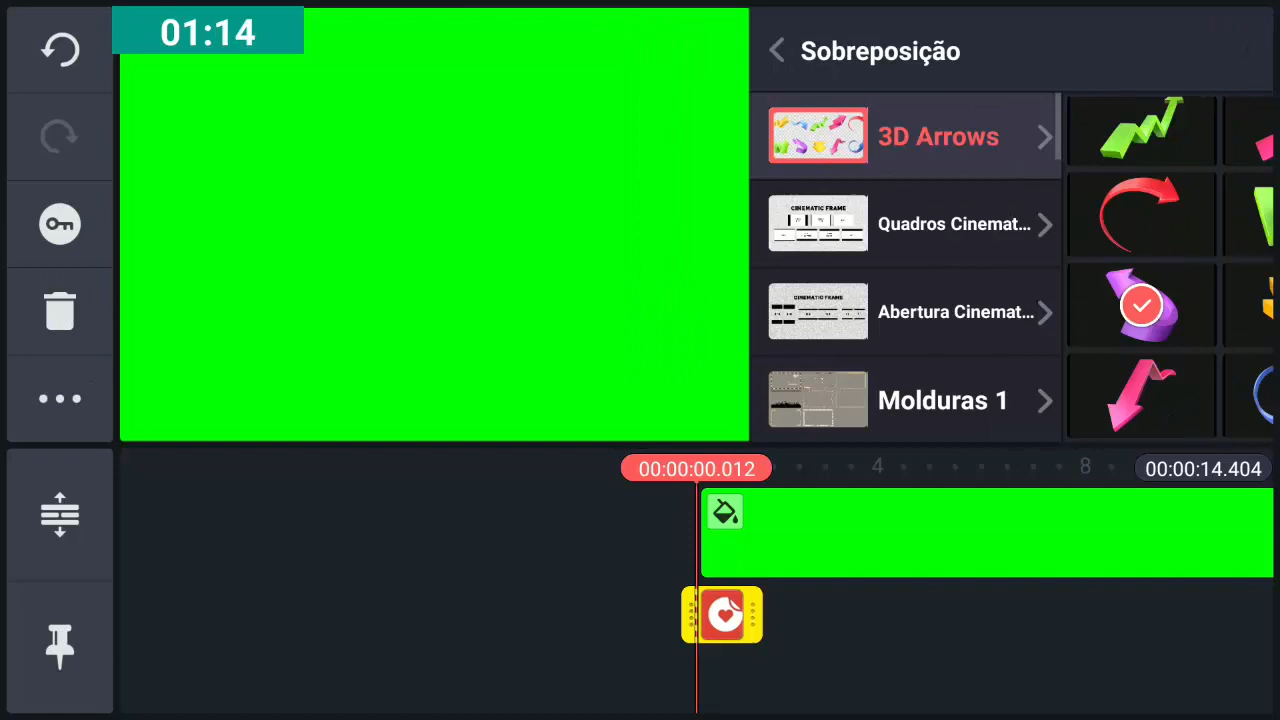 01:14
Sobreposição
3D Arrows
CINEMATIC FRAME
Quadros Cinemat...
CINEMATIC FRAME
Abertura Cinemat...
Molduras 1
00:00:00.012
4
8
00:00:14.404